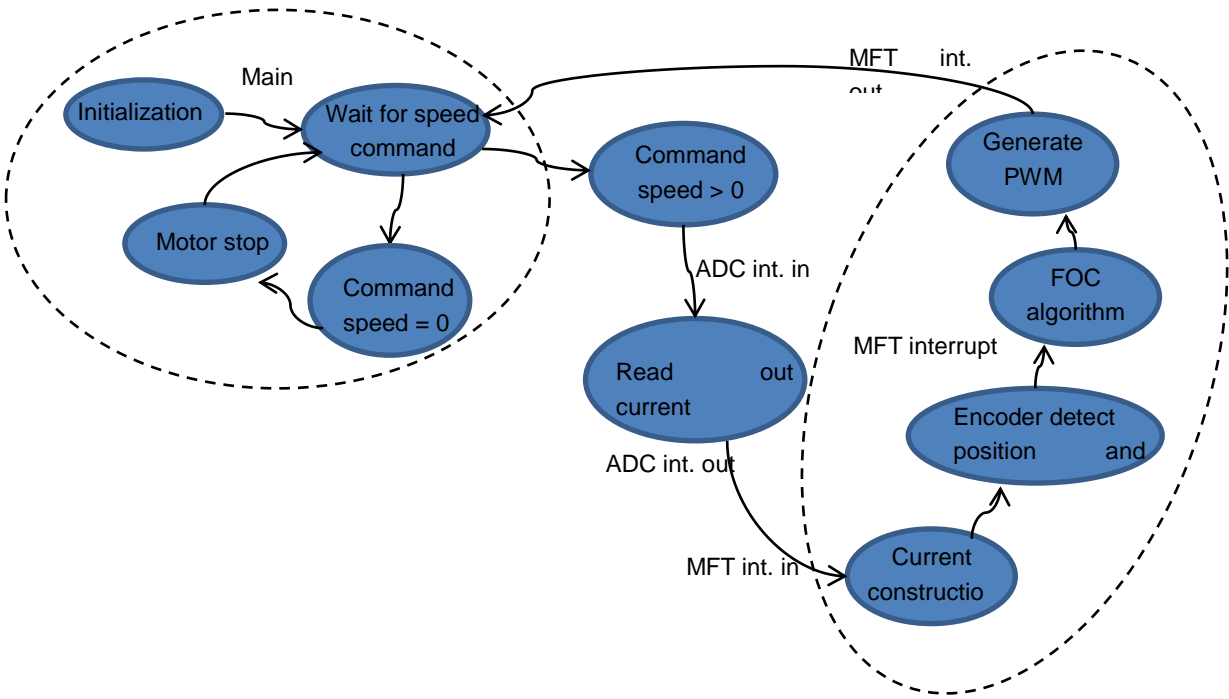 Main
Initialization
Wait for speed
command
Motor stop
Command
speed = 0
Command
speed > 0
ADC int. in
Read out
current
ADC int. out
MFT int. in
Current
constructio
Encoder detect
position and
MFT interrupt
FOC
algorithm
Generate
PWM
MFT int.
out